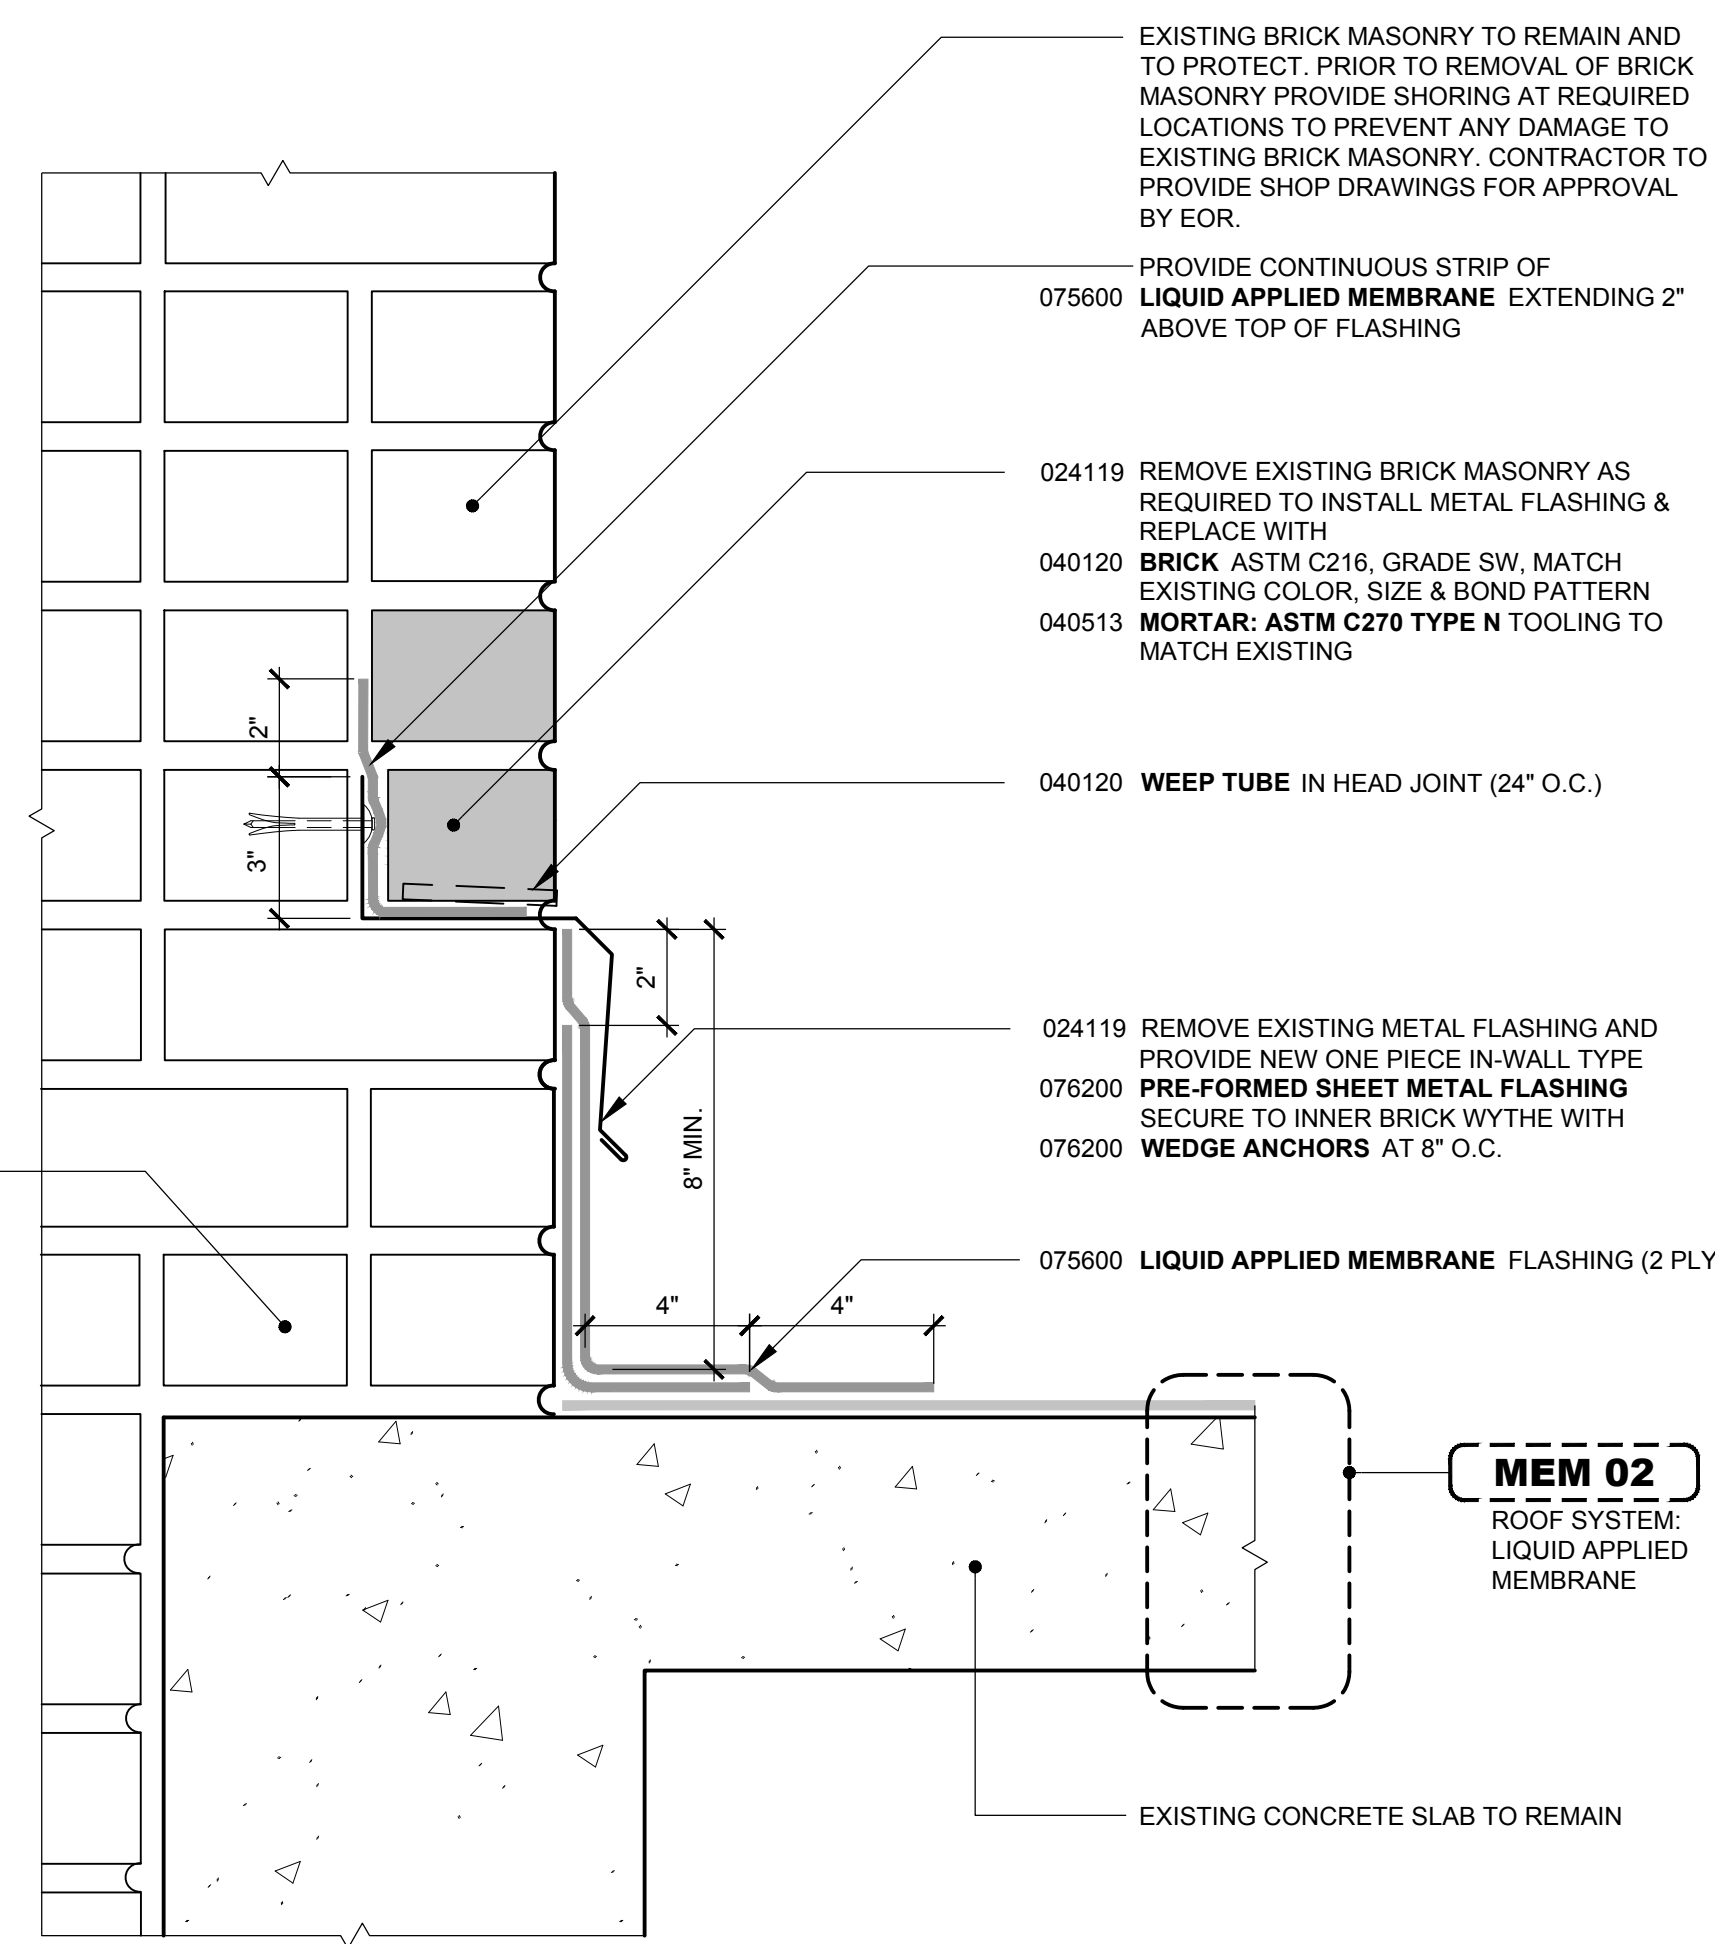 EXISTING BRICK MASONRY TO REMAIN AND
TO PROTECT. PRIOR TO REMOVAL OF BRICK
MASONRY PROVIDE SHORING AT REQUIRED
LOCATIONS TO PREVENT ANY DAMAGE TO
EXISTING BRICK MASONRY. CONTRACTOR TO
PROVIDE SHOP DRAWINGS FOR APPROVAL
BY EOR.
PROVIDE CONTINUOUS STRIP OF
075600 LIQUID APPLIED MEMBRANE EXTENDING 2"
ABOVE TOP OF FLASHING
024119 REMOVE EXISTING BRICK MASONRY AS
REQUIRED TO INSTALL METAL FLASHING &
REPLACE WITH
040120 BRICK ASTM C216, GRADE SW, MATCH
EXISTING COLOR, SIZE & BOND PATTERN
040513 MORTAR: ASTM C270 TYPE N TOOLING TO
MATCH EXISTING
2"
3"
040120 WEEP TUBE IN HEAD JOINT (24" O.C.)
2"
8" MIN.
024119 REMOVE EXISTING METAL FLASHING AND
PROVIDE NEW ONE PIECE IN-WALL TYPE
076200 PRE-FORMED SHEET METAL FLASHING
SECURE TO INNER BRICK WYTHE WITH
076200 WEDGE ANCHORS AT 8" O.C.
075600 LIQUID APPLIED MEMBRANE FLASHING (2 PLY
4"
4"
MEM 02
ROOF SYSTEM:
LIQUID APPLIED
MEMBRANE
EXISTING CONCRETE SLAB TO REMAIN